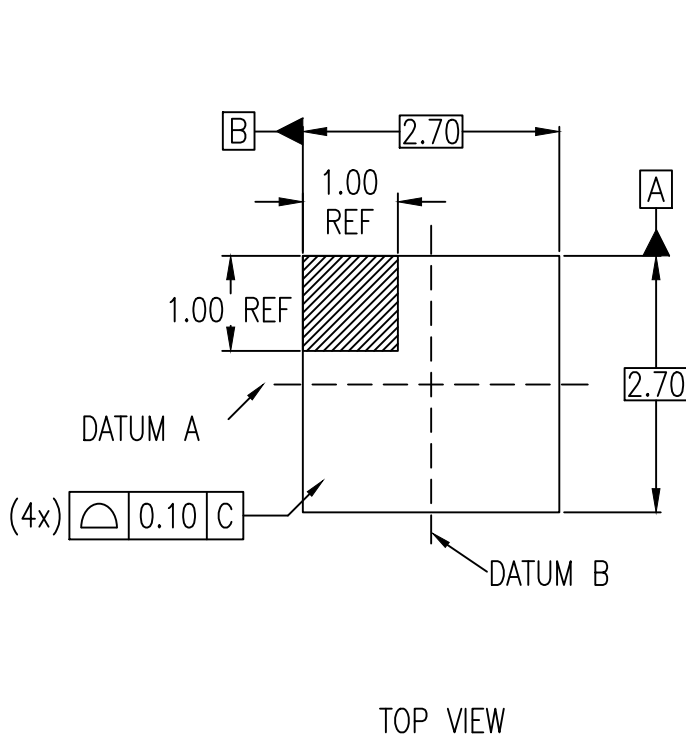 B
2.70
1.00
REF
A
1.00 REF
2.70
DATUM A
(4x) 0.10 C
DATUM B
TOP VIEW